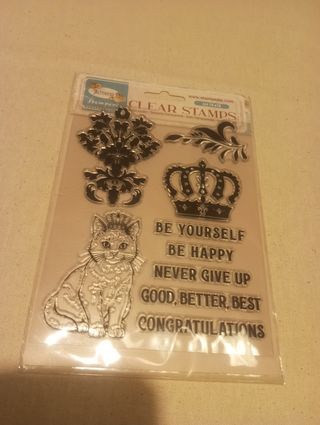 CLEAR STAMPS
BE YOURSELF
BE HAPPY
NEVER GIVE UP
GOOD, BETTER, BEST
CONGRATULATIONS